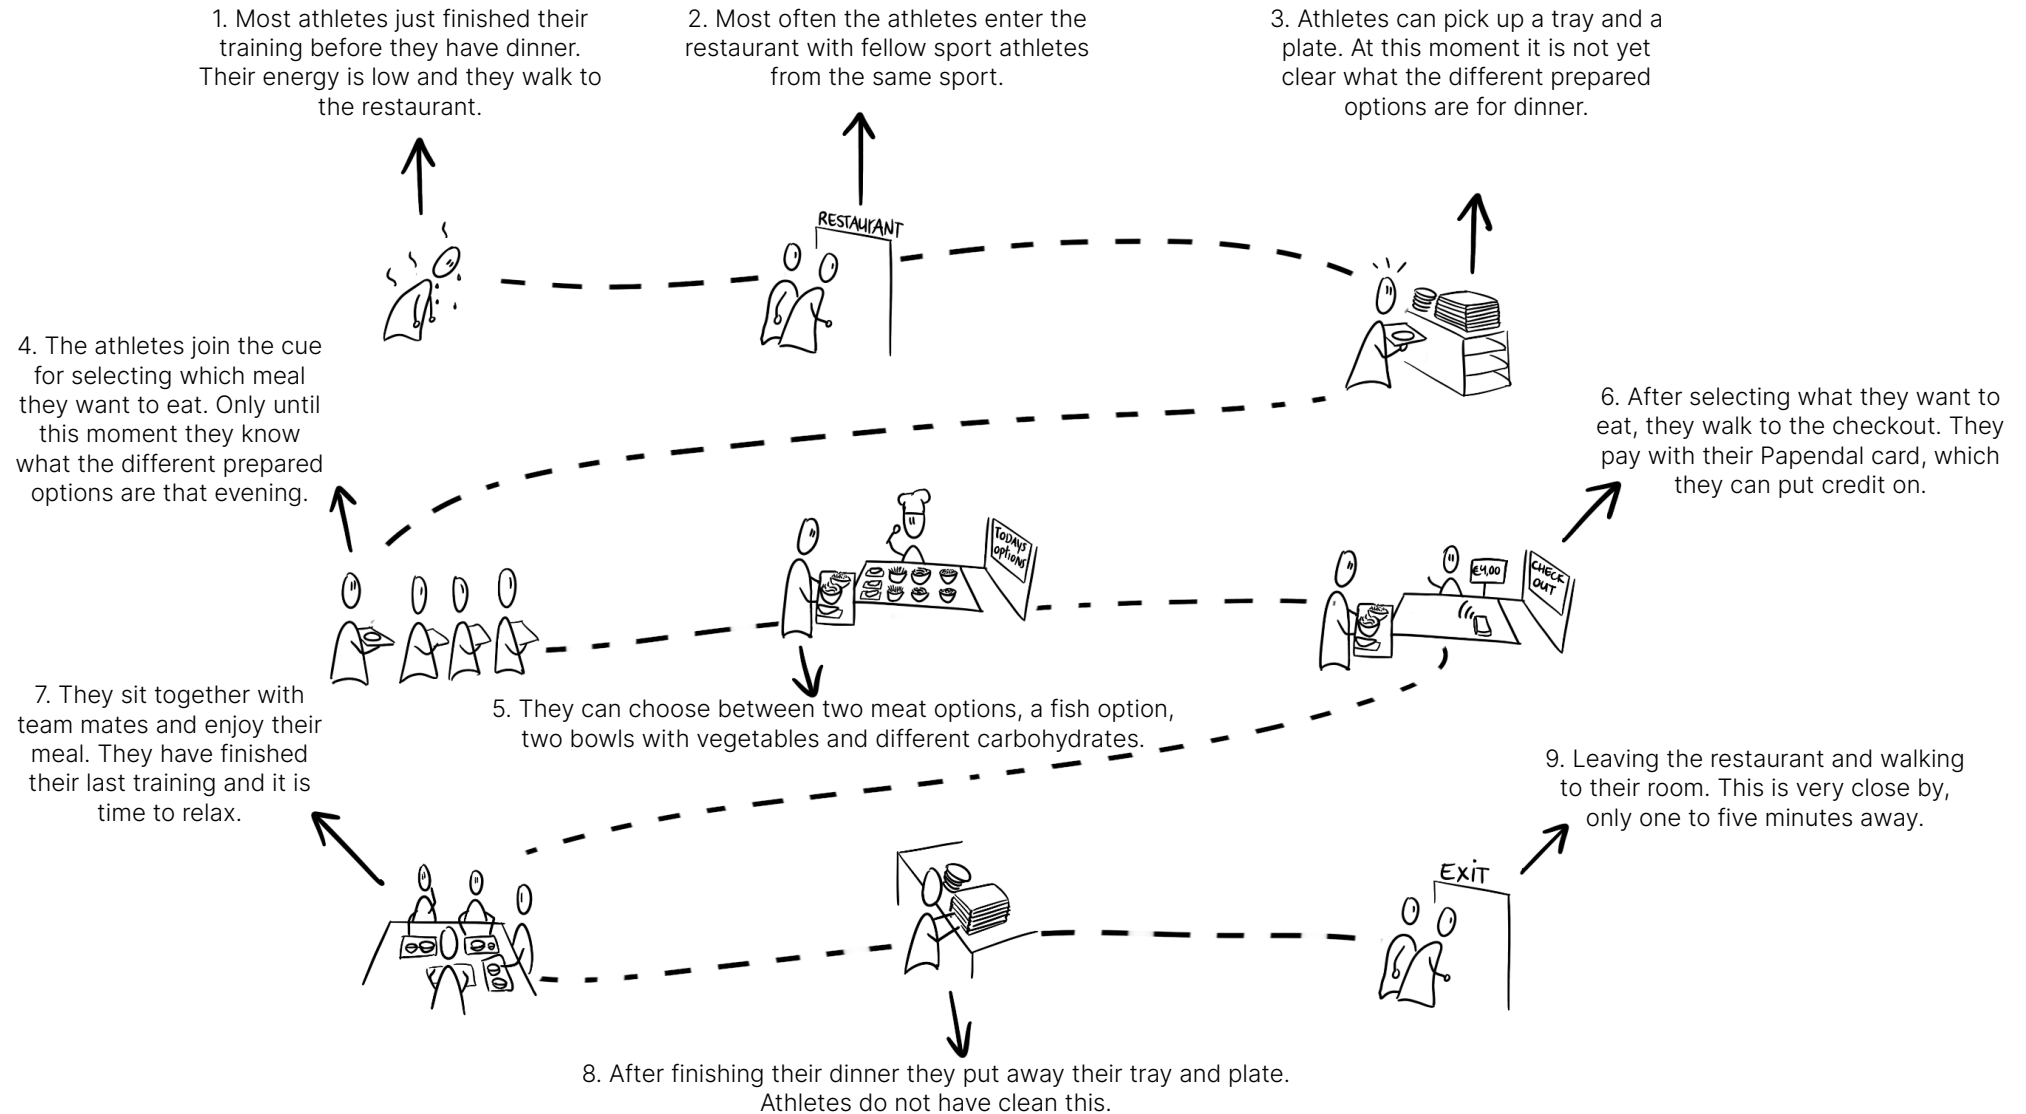 1. Most athletes just finished their
training before they have dinner.
Their energy is low and they walk to
the restaurant.
2. Most often the athletes enter the
restaurant with fellow sport athletes
from the same sport.
3. Athletes can pick up a tray and a
plate. At this moment it is not yet
clear what the different prepared
options are for dinner.
RESTAURANT
4. The athletes join the cue
for selecting which meal
they want to eat. Only until
this moment they know
what the different prepared
options are that evening.
TODAYS
OPTIONS
5. They can choose between two meat options, a fish option,
two bowls with vegetables and different carbohydrates.
6. After selecting what they want to
eat, they walk to the checkout. They
pay with their Papendal card, which
they can put credit on.
€4,00
CHECK
OUT
7. They sit together with
team mates and enjoy their
meal. They have finished
their last training and it is
time to relax.
8. After finishing their dinner they put away their tray and plate.
Athletes do not have clean this.
9. Leaving the restaurant and walking
to their room. This is very close by,
only one to five minutes away.
EXIT